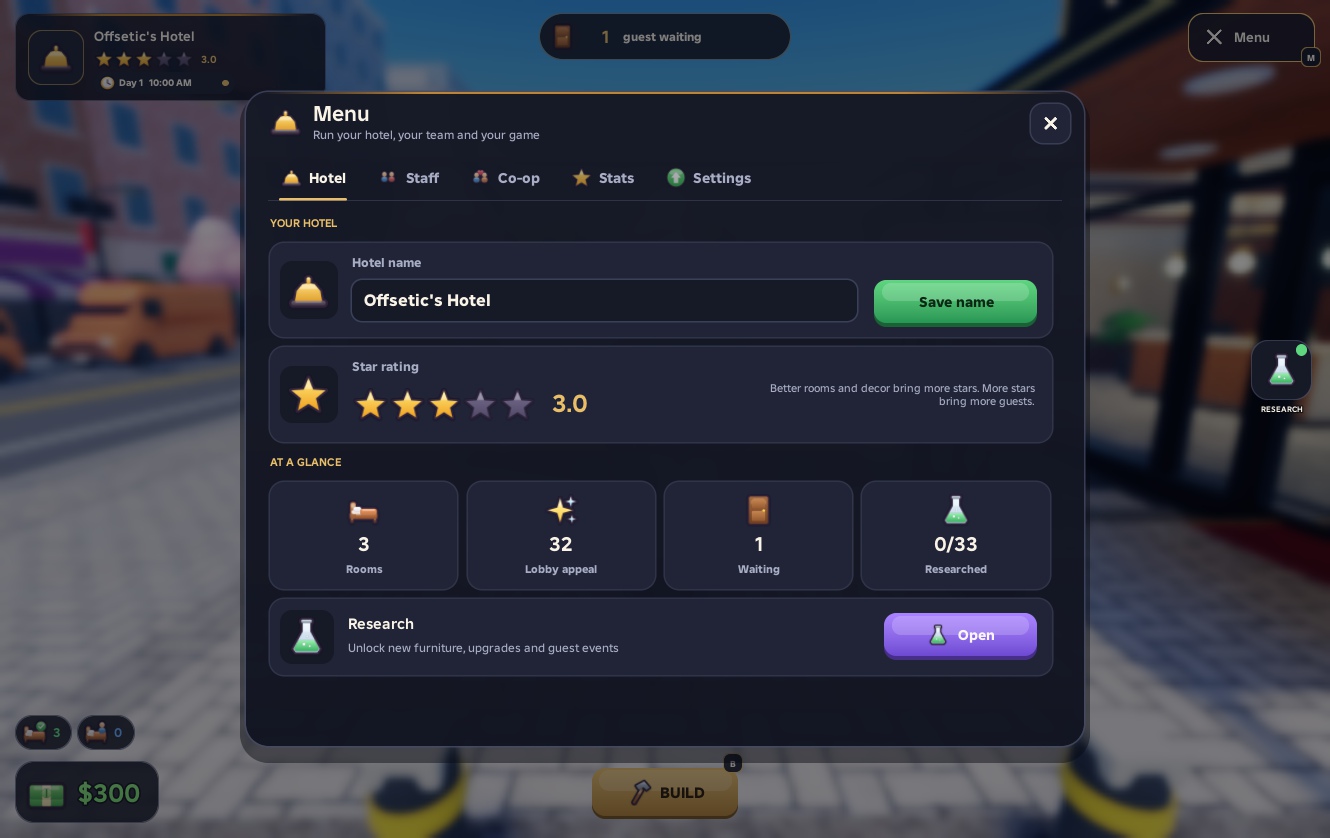 Offsetic's Hotel
3.0
Day 1 10:00 AM
1 guest waiting
Menu
M
Menu
Run your hotel, your team and your game
Hotel
Staff
Co-op
Stats
Settings
YOUR HOTEL
Hotel name
Offsetic's Hotel
Save name
Star rating
3.0
Better rooms and decor bring more stars. More stars
bring more guests.
AT A GLANCE
3
Rooms
32
Lobby appeal
1
Waiting
0/33
Researched
Research
Unlock new furniture, upgrades and guest events
Open
RESEARCH
3
0
$300
B
BUILD